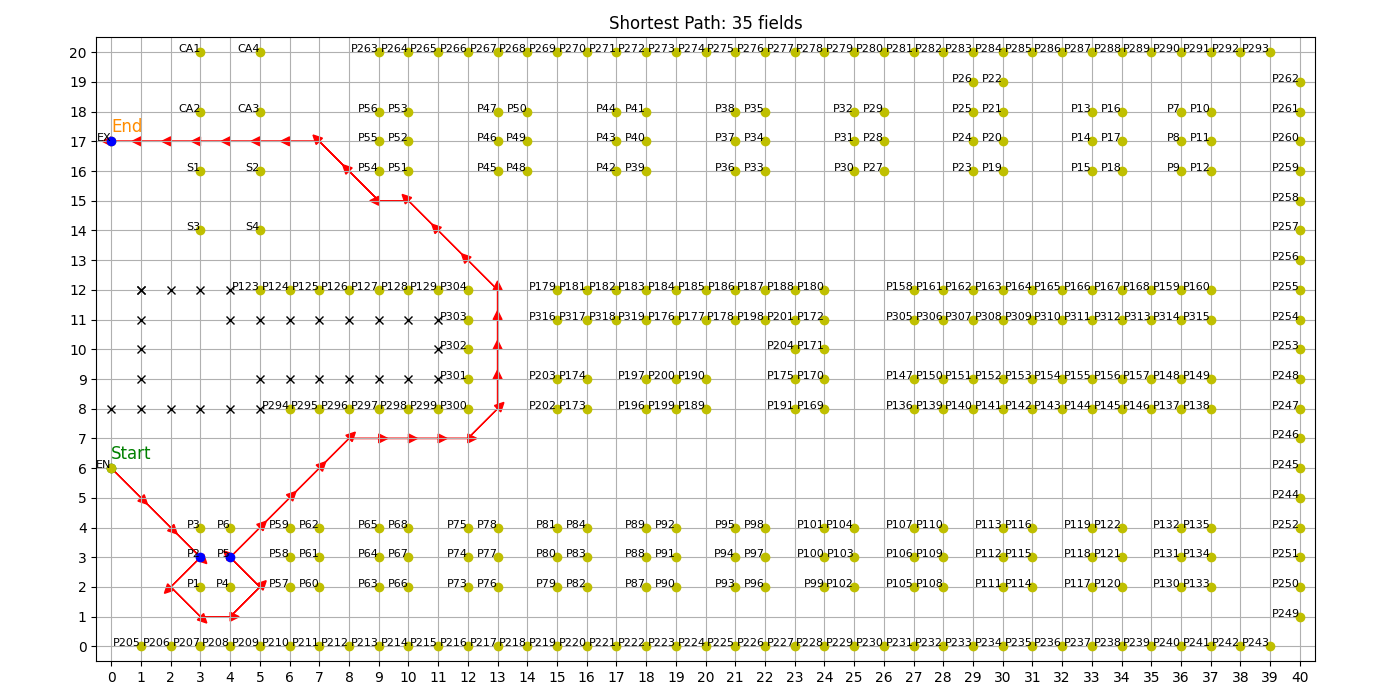 Shortest Path: 35 fields
20 CA1 CA4 P263 P264 P265 P266 P267 P268 P269 P270 P271 P272 P273 P274 P275 P276 P277 P278 P279 P280 P281 P282 P283 P284 P285 P286 P287 P288 P289 P290 P291 P292 P293
19 P26 P22 P262
18 CA2 CA3 P56 P53 P47 P50 P44 P41 P38 P35 P32 P29 P25 P21 P13 P16 P7 P10 P261
End
17 EX P55 P52 P46 P49 P43 P40 P37 P34 P31 P28 P24 P20 P14 P17 P8 P11 P260
16 S1 S2 P54 P51 P45 P48 P42 P39 P36 P33 P30 P27 P23 P19 P15 P18 P9 P12 P259
15 P258
14 S3 S4 P257
13 P256
12 P123 P124 P125 P126 P127 P128 P129 P304 P179 P181 P182 P183 P184 P185 P186 P187 P188 P180 P158 P161 P162 P163 P164 P165 P166 P167 P168 P159 P160 P255
11 P303 P316 P317 P318 P319 P176 P177 P178 P198 P201 P172 P305 P306 P307 P308 P309 P310 P311 P312 P313 P314 P315 P254
10 P302 P204 P171 P253
9 P301 P203 P174 P197 P200 P190 P175 P170 P147 P150 P151 P152 P153 P154 P155 P156 P157 P148 P149 P248
8 P294 P295 P296 P297 P298 P299 P300 P202 P173 P196 P199 P189 P191 P169 P136 P139 P140 P141 P142 P143 P144 P145 P146 P137 P138 P247
7 P246
Start
6 EN P245
5 P244
4 P3 P6 P59 P62 P65 P68 P75 P78 P81 P84 P89 P92 P95 P98 P101 P104 P107 P110 P113 P116 P119 P122 P132 P135 P252
3 P2 P5 P58 P61 P64 P67 P74 P77 P80 P83 P88 P91 P94 P97 P100 P103 P106 P109 P112 P115 P118 P121 P131 P134 P251
2 P1 P4 P57 P60 P63 P66 P73 P76 P79 P82 P87 P90 P93 P96 P99 P102 P105 P108 P111 P114 P117 P120 P130 P133 P250
1 P249
0 P205 P206 P207 P208 P209 P210 P211 P212 P213 P214 P215 P216 P217 P218 P219 P220 P221 P222 P223 P224 P225 P226 P227 P228 P229 P230 P231 P232 P233 P234 P235 P236 P237 P238 P239 P240 P241 P242 P243
0 1 2 3 4 5 6 7 8 9 10 11 12 13 14 15 16 17 18 19 20 21 22 23 24 25 26 27 28 29 30 31 32 33 34 35 36 37 38 39 40